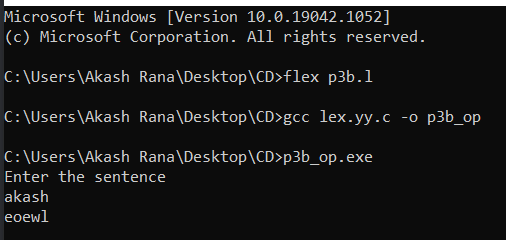 Microsoft Windows [Version 10.0.19042.1052]
(c) Microsoft Corporation. All rights reserved.
C:\Users\Akash Rana\Desktop\CD>flex p3b.l
C:\Users\Akash Rana\Desktop\CD>gcc lex.yy.c -o p3b_op
C:\Users\Akash Rana\Desktop\CD>p3b_op.exe
Enter the sentence
akash
eoewl